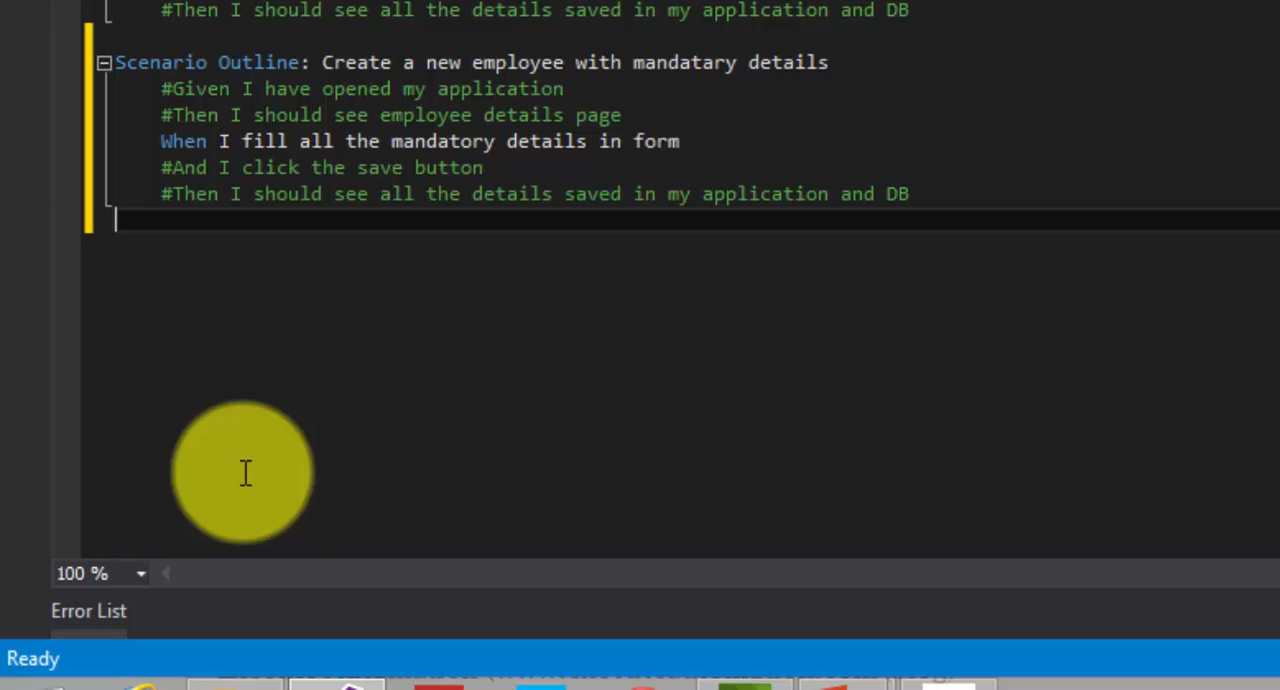 #Then I should see all the details saved in my application and DB
Scenario Outline: Create a new employee with mandatary details
#Given I have opened my application
#Then I should see employee details page
When I fill all the mandatory details in form
#And I click the save button
#Then I should see all the details saved in my application and DB
100 %
Error List
Ready